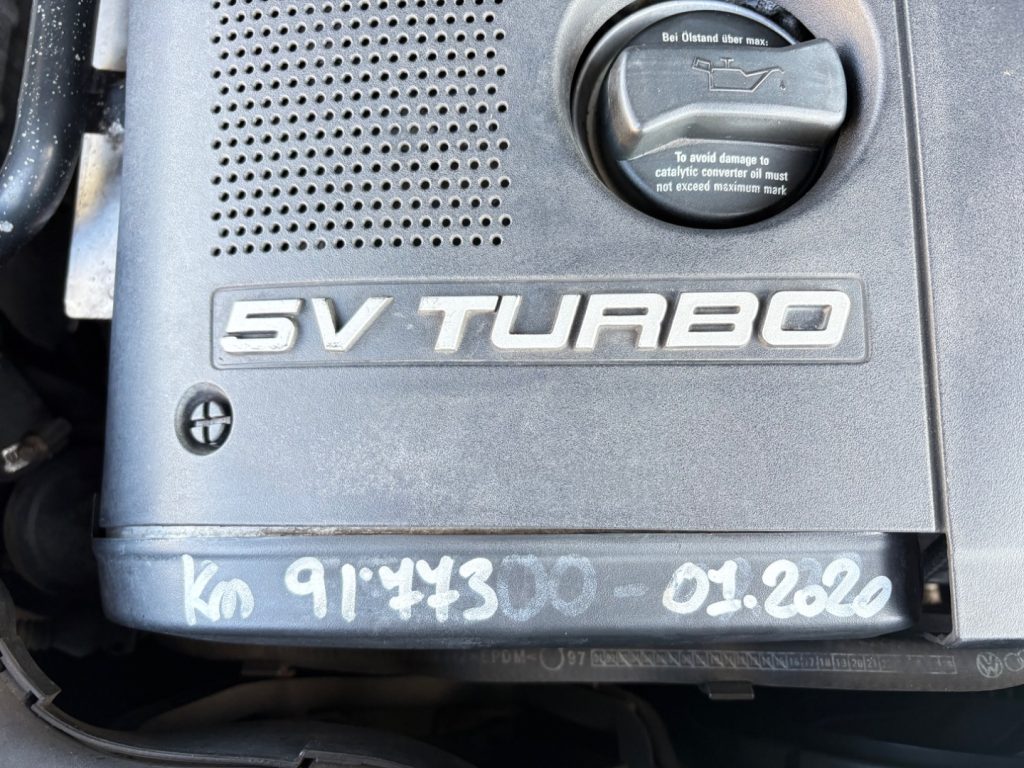 Bei Ölstand über max:
To avoid damage to
catalytic converter oil must
not exceed maximum mark
5V TURBO
Km 91.773 - 01.2020